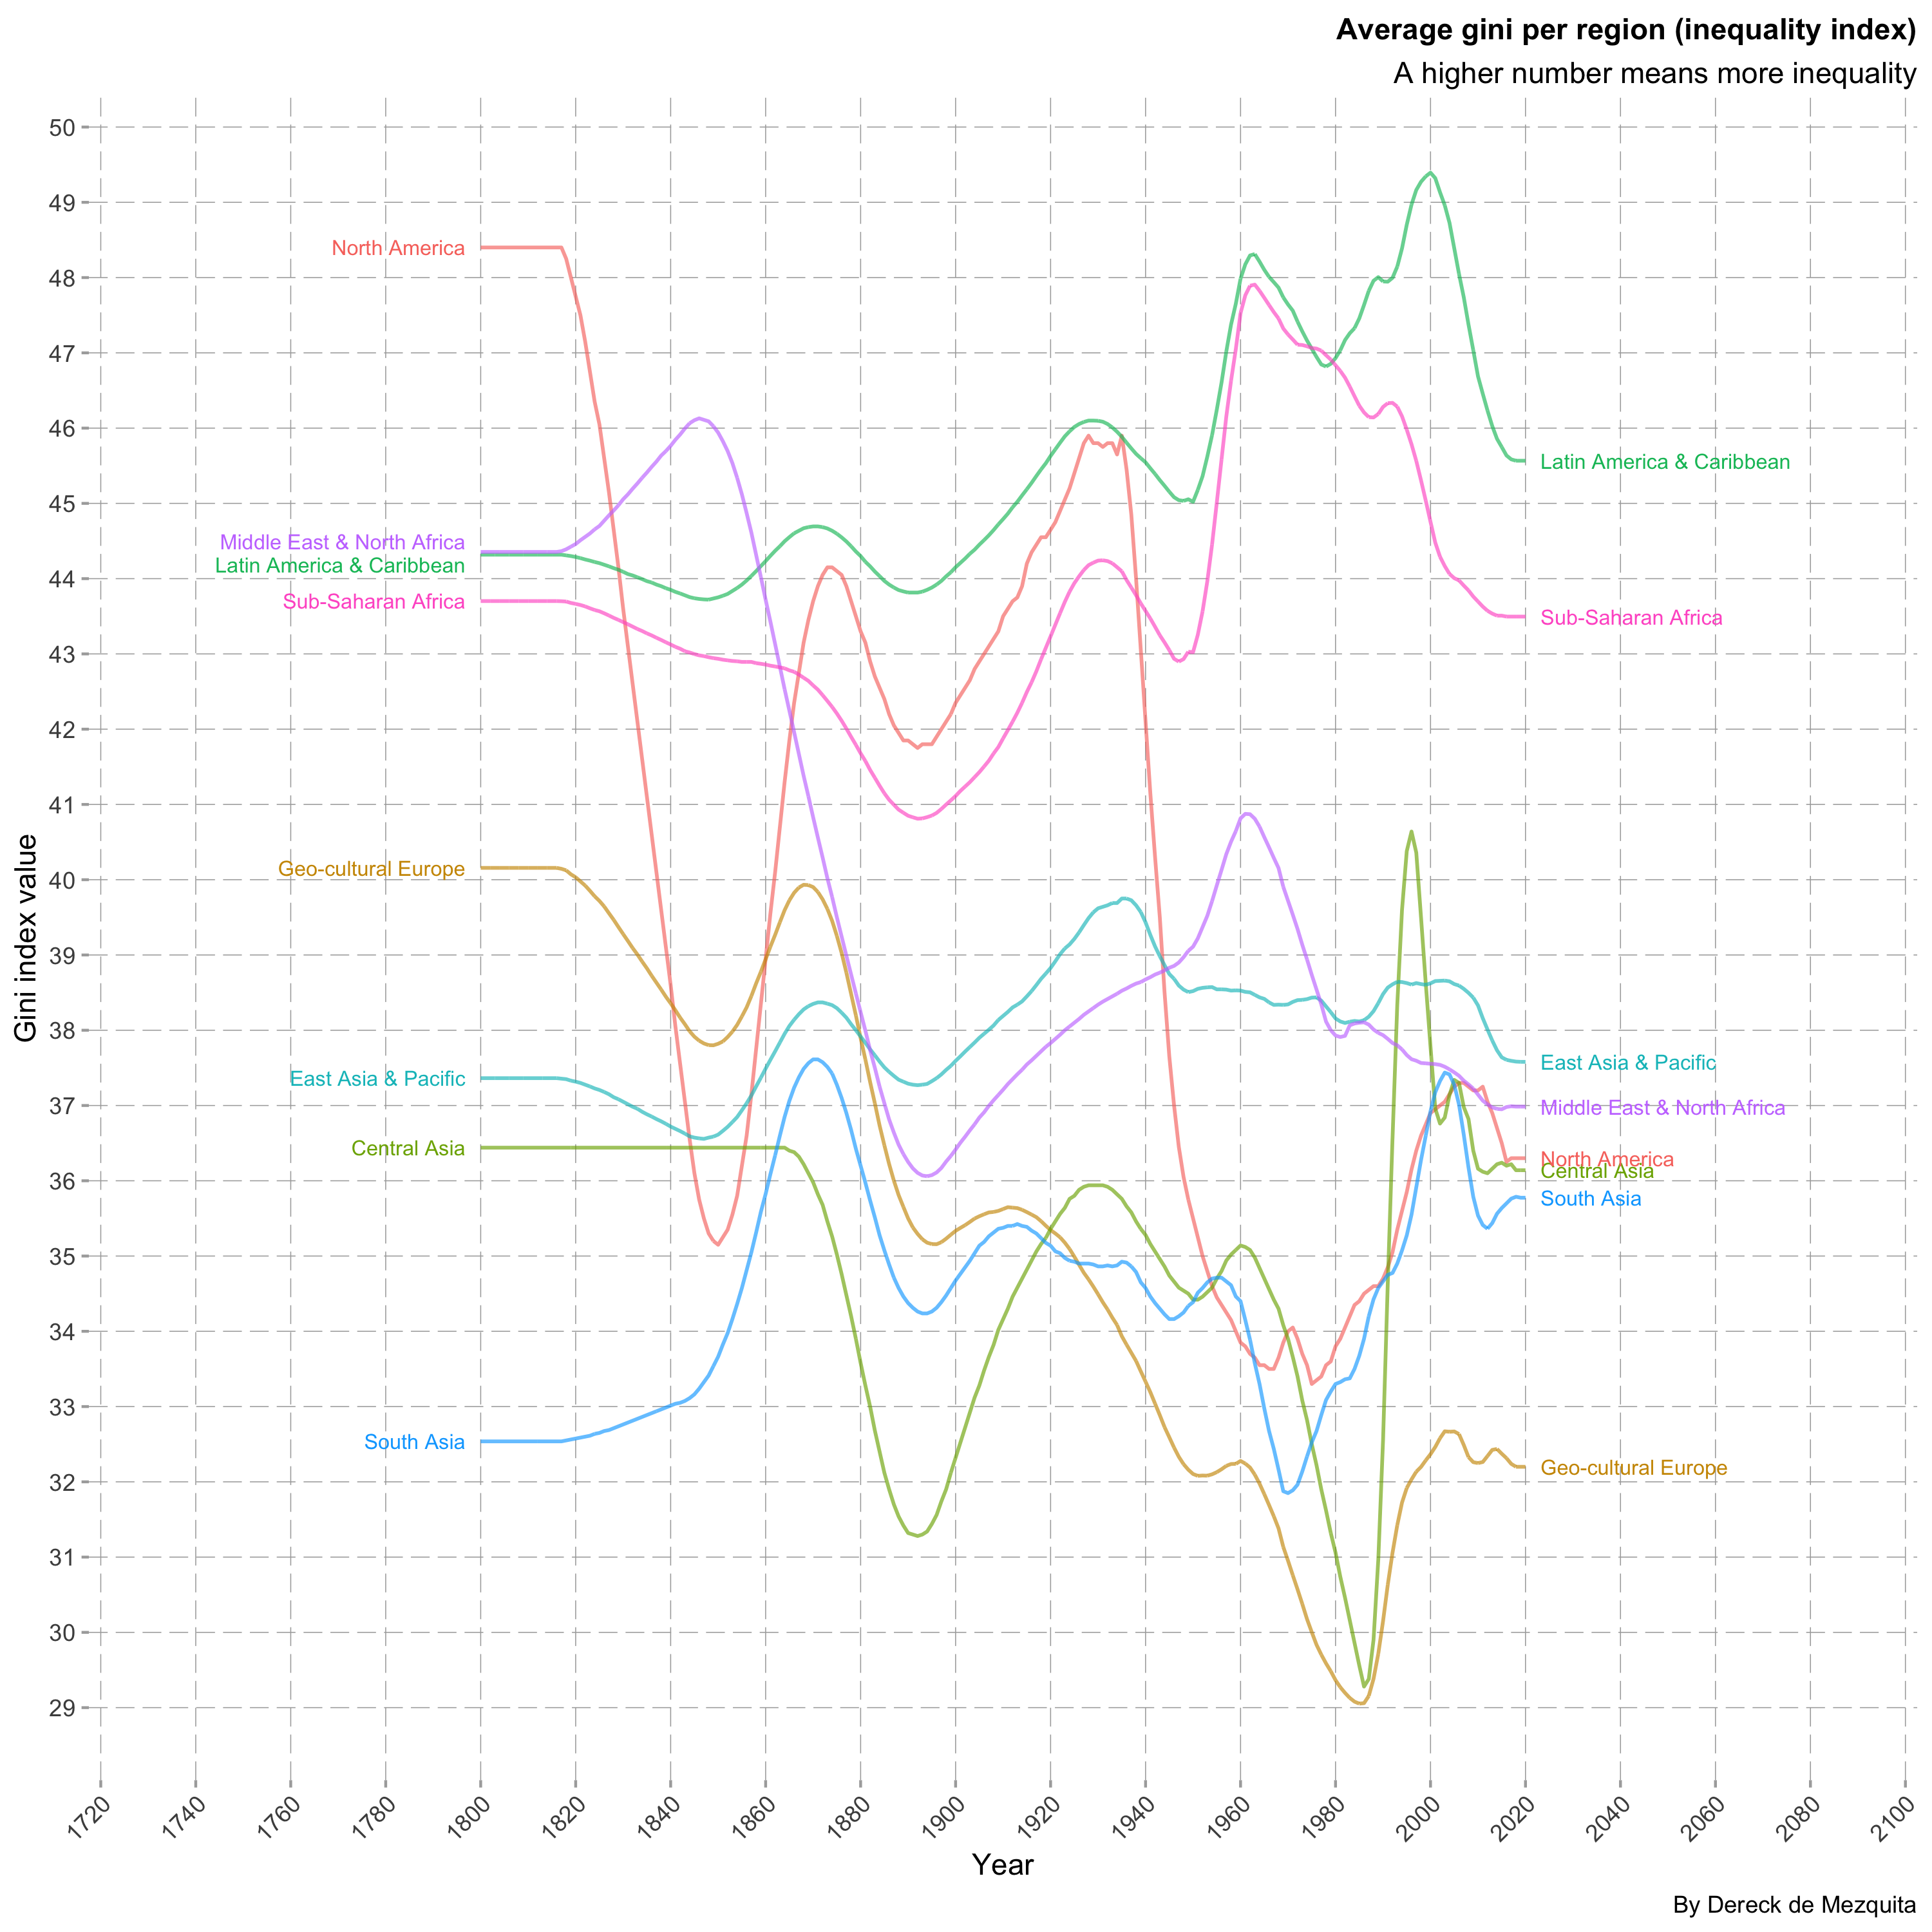 Average gini per region (inequality index)
A higher number means more inequality
50
49
48
47
46
45
44
43
42
41
40
39
38
37
36
35
34
33
32
31
30
29
Gini index value
North America
Middle East & North Africa
Latin America & Caribbean
Sub-Saharan Africa
Geo-cultural Europe
East Asia & Pacific
Central Asia
South Asia
Latin America & Caribbean
Sub-Saharan Africa
East Asia & Pacific
Middle East & North Africa
North America
Central Asia
South Asia
Geo-cultural Europe
1720 1740 1760 1780 1800 1820 1840 1860 1880 1900 1920 1940 1960 1980 2000 2020 2040 2060 2080 2100
Year
By Dereck de Mezquita